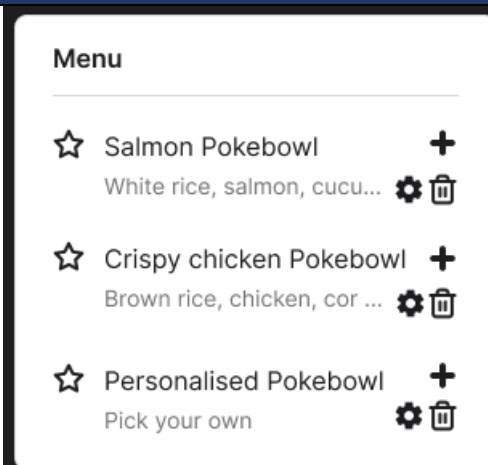 Menu
Salmon Pokebowl
White rice, salmon, cucu...
Crispy chicken Pokebowl
Brown rice, chicken, cor ...
Personalised Pokebowl
Pick your own